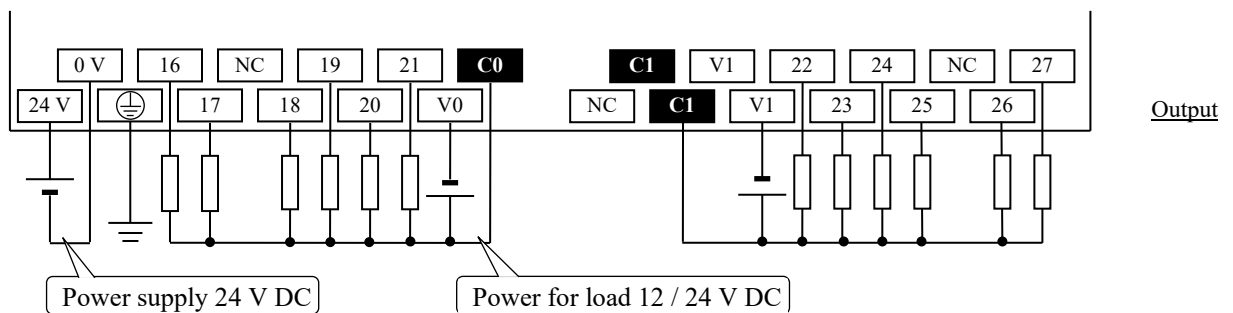 0 V 16 NC 19 21 C0 C1 V1 22 24 NC 27
24 V 17 18 20 V0 NC C1 V1 23 25 26 Output
Power supply 24 V DC Power for load 12 / 24 V DC